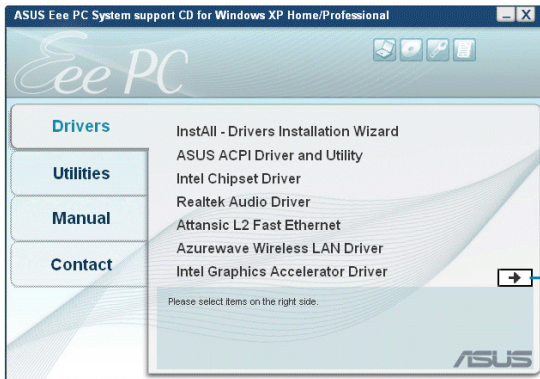 ASUS Eee PC System support CD for Windows XP Home/Professional
Eee PC
Drivers
Utilities
Manual
Contact
InstAll - Drivers Installation Wizard
ASUS ACPI Driver and Utility
Intel Chipset Driver
Realtek Audio Driver
Attansic L2 Fast Ethernet
Azurewave Wireless LAN Driver
Intel Graphics Accelerator Driver
Please select items on the right side.
ASUS